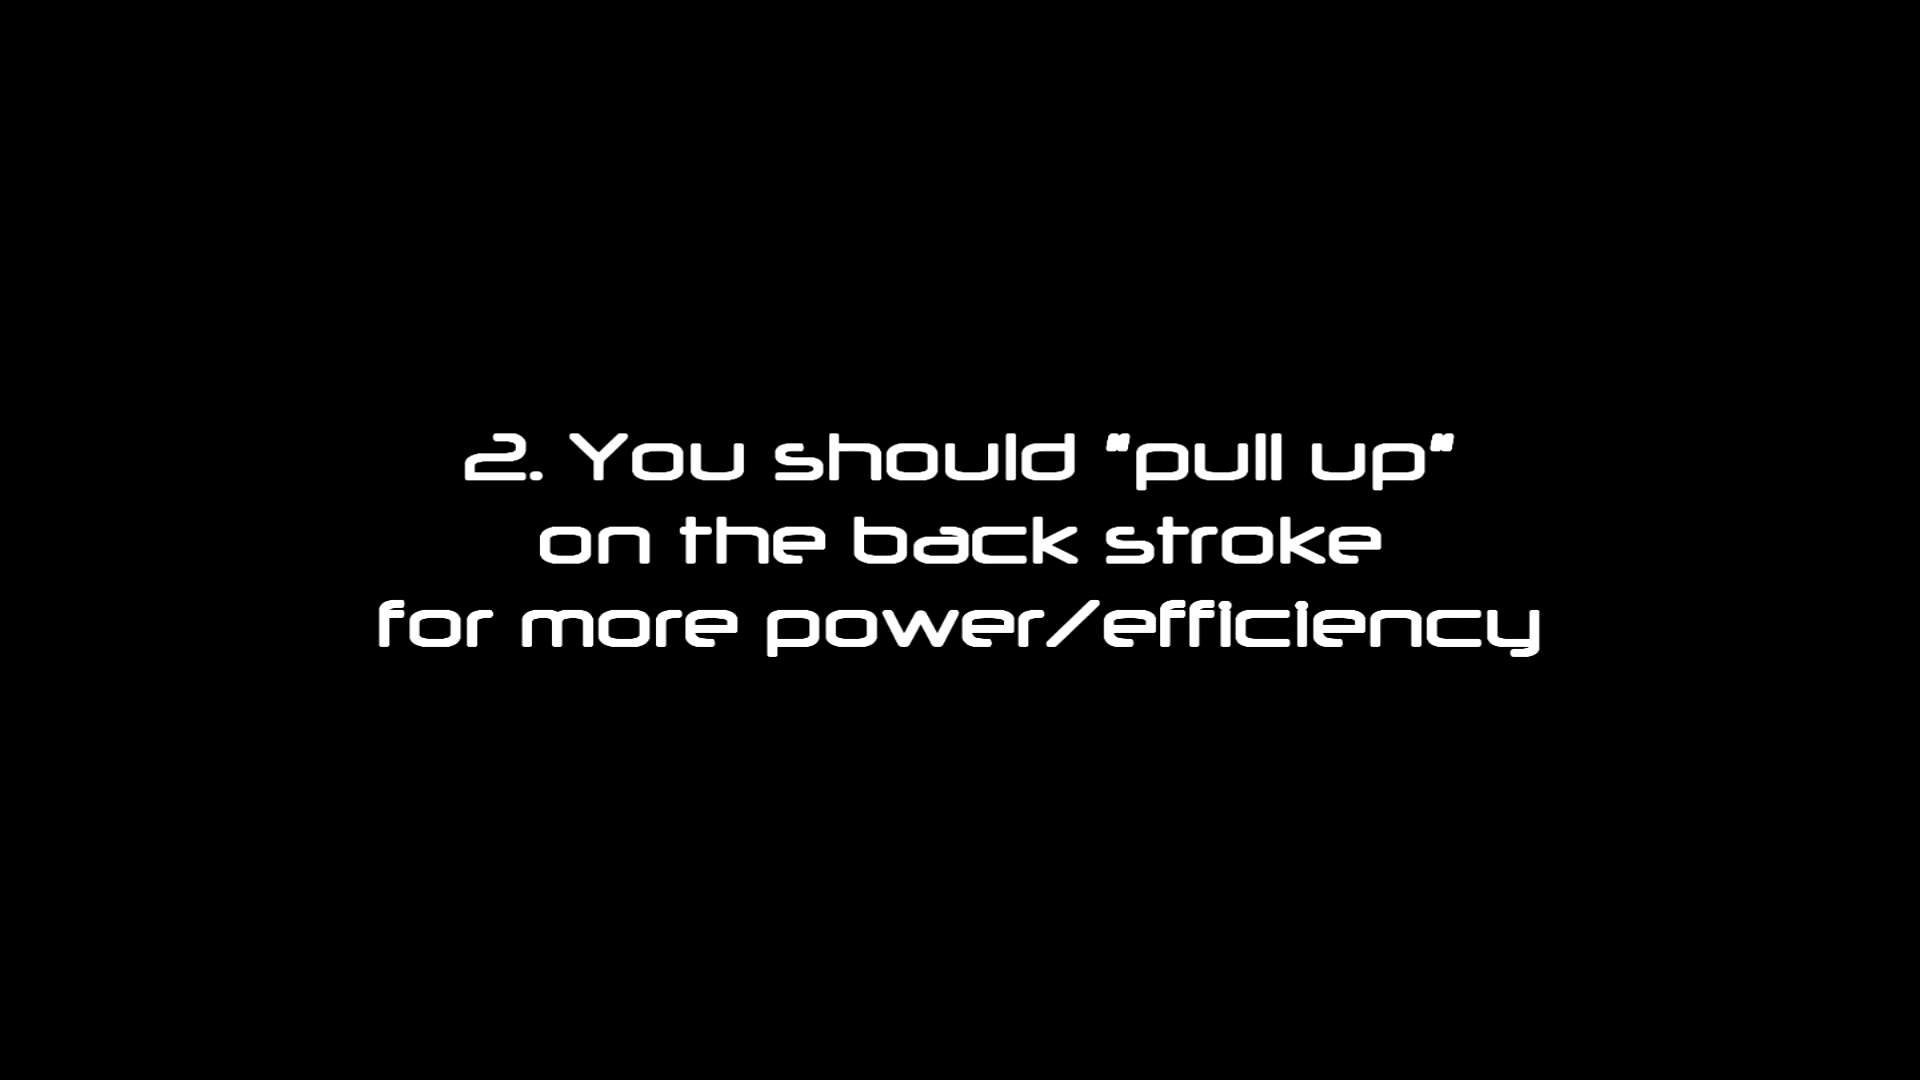 2. You should "pull up"
on the back stroke
for more power/efficiency